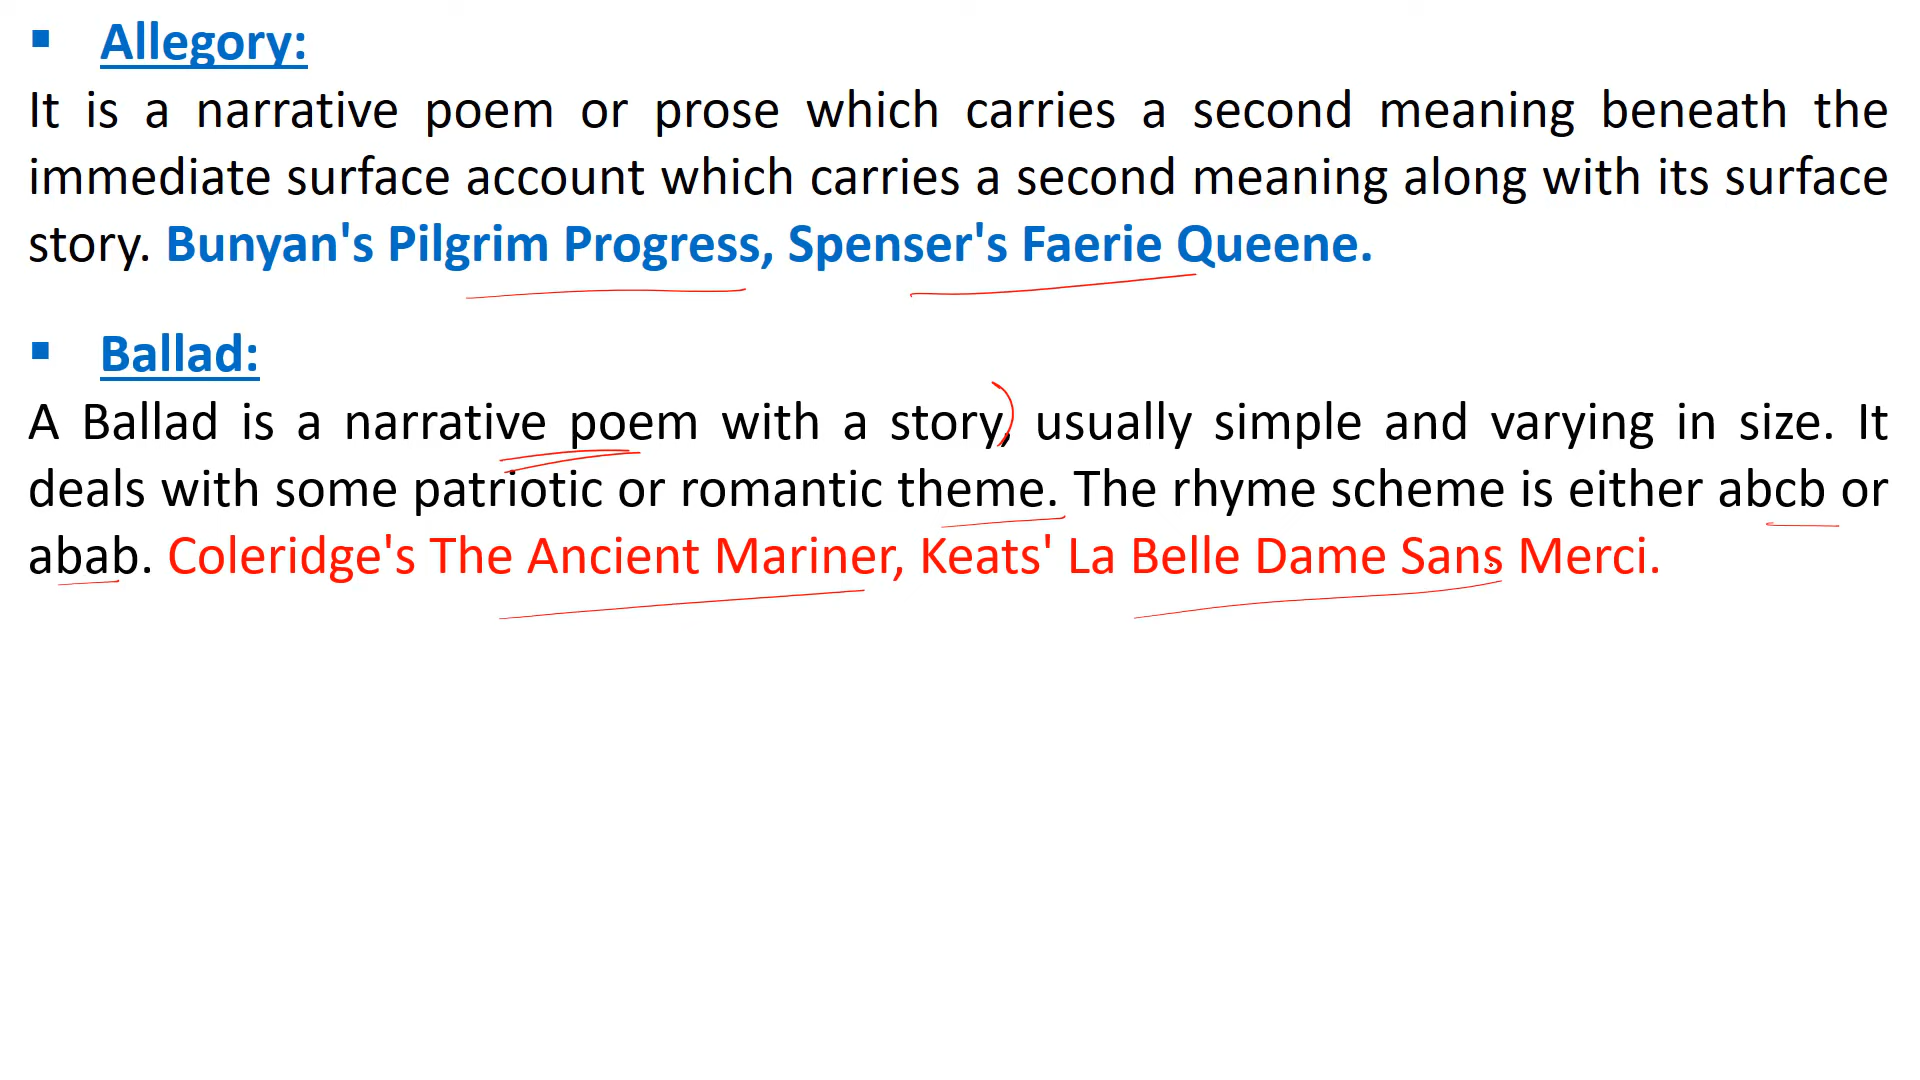 ▪ Allegory:
It is a narrative poem or prose which carries a second meaning beneath the
immediate surface account which carries a second meaning along with its surface
story. Bunyan's Pilgrim Progress, Spenser's Faerie Queene.
▪ Ballad:
A Ballad is a narrative poem with a story, usually simple and varying in size. It
deals with some patriotic or romantic theme. The rhyme scheme is either abcb or
abab. Coleridge's The Ancient Mariner, Keats' La Belle Dame Sans Merci.